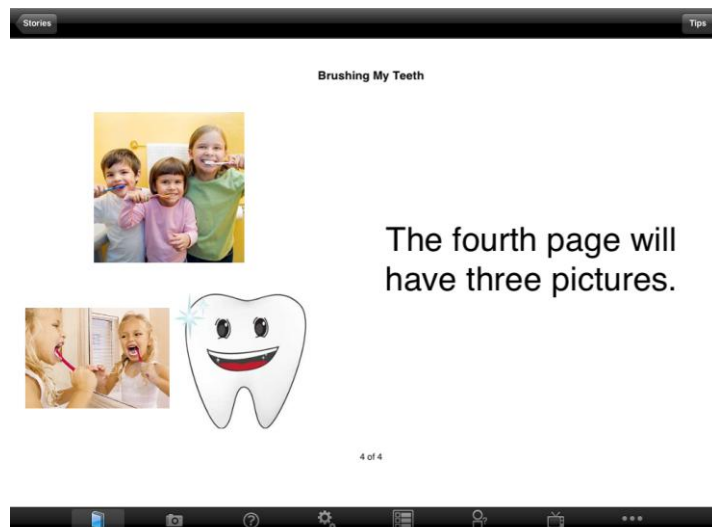 Stories
Tips
Brushing My Teeth
The fourth page will
have three pictures.
4 of 4